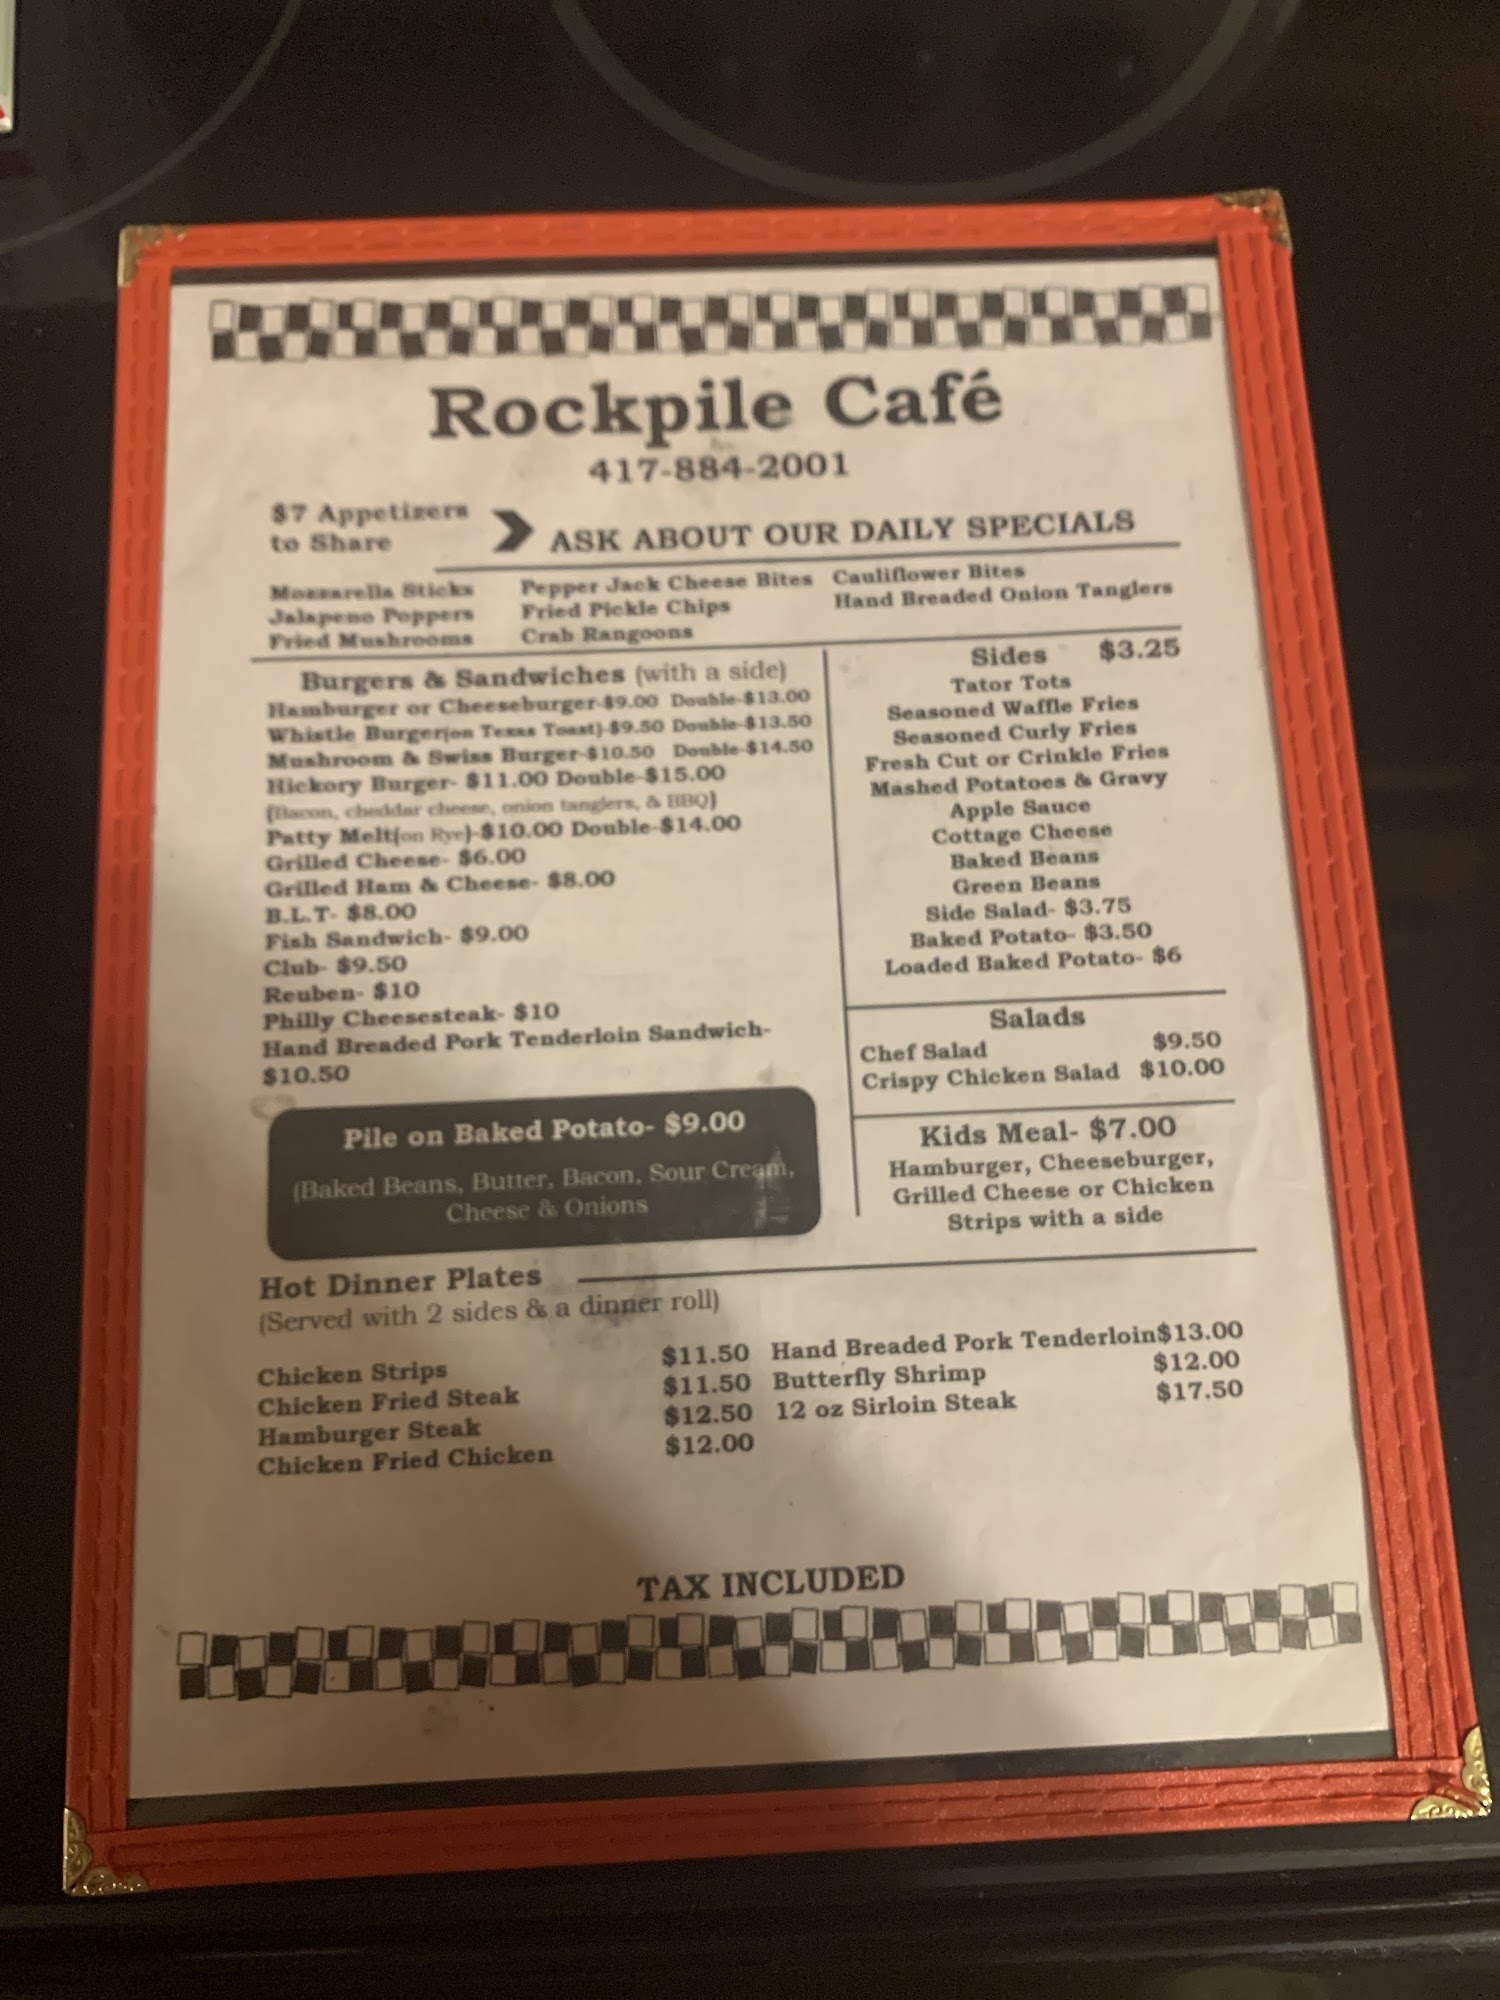 Rockpile Café
417-884-2001
$7 Appetizers
to Share
ASK ABOUT OUR DAILY SPECIALS
Mozzarella Sticks
Jalapeno Poppers
Fried Mushrooms
Pepper Jack Cheese Bites
Fried Pickle Chips
Crab Rangoons
Cauliflower Bites
Hand Breaded Onion Tanglers
Burgers & Sandwiches (with a side)
Hamburger or Cheeseburger-$9.00 Double-$13.00
Whistle Burger(on Texas Toast)-$9.50 Double-$13.50
Mushroom & Swiss Burger-$10.50 Double-$14.50
Hickory Burger- $11.00 Double-$15.00
(Bacon, cheddar cheese, onion tanglers, & BBQ)
Patty Melt(on Rye)-$10.00 Double-$14.00
Grilled Cheese- $6.00
Grilled Ham & Cheese- $8.00
B.L.T- $8.00
Fish Sandwich- $9.00
Club- $9.50
Reuben- $10
Philly Cheesesteak- $10
Hand Breaded Pork Tenderloin Sandwich-
$10.50
Pile on Baked Potato- $9.00
(Baked Beans, Butter, Bacon, Sour Cream,
Cheese & Onions
Sides $3.25
Tator Tots
Seasoned Waffle Fries
Seasoned Curly Fries
Fresh Cut or Crinkle Fries
Mashed Potatoes & Gravy
Apple Sauce
Cottage Cheese
Baked Beans
Green Beans
Side Salad- $3.75
Baked Potato- $3.50
Loaded Baked Potato- $6
Salads
Chef Salad $9.50
Crispy Chicken Salad $10.00
Kids Meal- $7.00
Hamburger, Cheeseburger,
Grilled Cheese or Chicken
Strips with a side
Hot Dinner Plates
(Served with 2 sides & a dinner roll)
Chicken Strips $11.50
Chicken Fried Steak $11.50
Hamburger Steak $12.50
Chicken Fried Chicken $12.00
Hand Breaded Pork Tenderloin$13.00
Butterfly Shrimp $12.00
12 oz Sirloin Steak $17.50
TAX INCLUDED